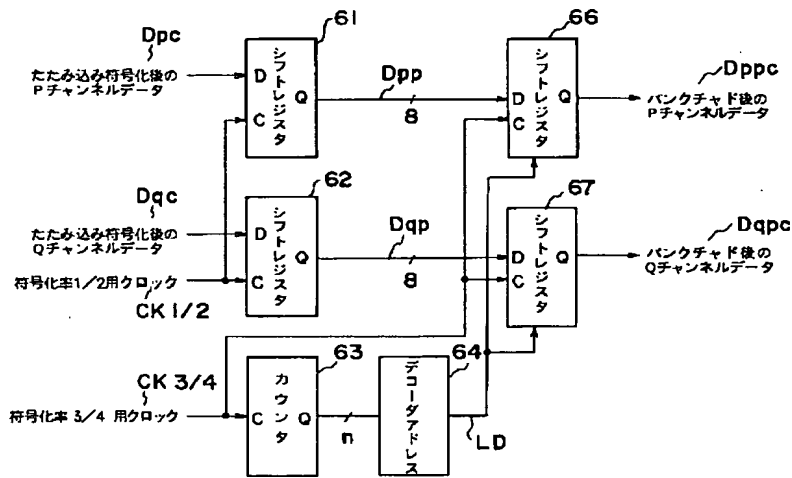 61
66
Dpc
Dppc
たたみ込み符号化後の
Pチャンネルデータ
D
C
Q
シフトレジスタ
Dpp
8
D
C
Q
シフトレジスタ
パンクチャド後の
Pチャンネルデータ
62
67
Dqc
Dqpc
たたみ込み符号化後の
Qチャンネルデータ
符号化率1/2用クロック
CK 1/2
D
C
Q
シフトレジスタ
Dqp
8
D
C
Q
シフトレジスタ
パンクチャド後の
Qチャンネルデータ
63
64
CK 3/4
符号化率 3/4 用クロック
C
Q
カウンタ
n
デコーダアドレス
LD